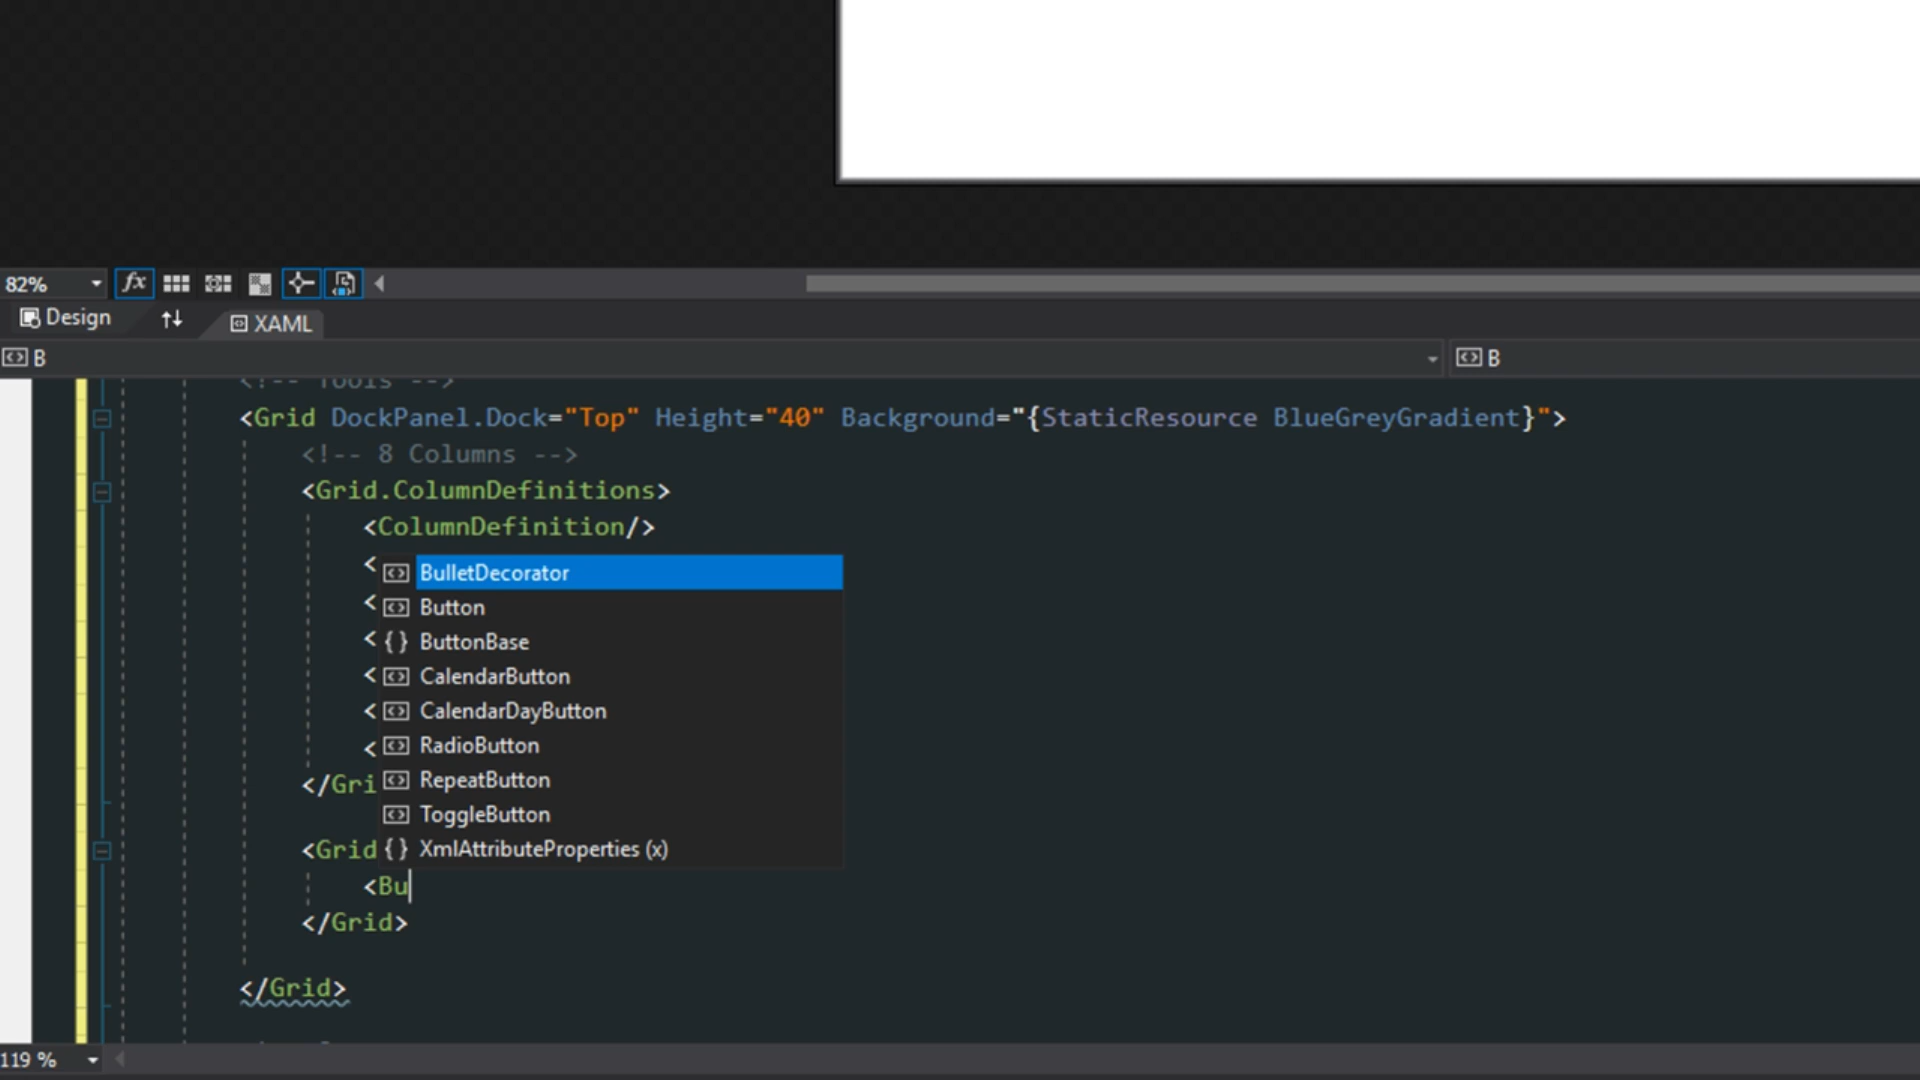 82%
fx
Design
XAML
B
B
<!-- Tools -->
<Grid DockPanel.Dock="Top" Height="40" Background="{StaticResource BlueGreyGradient}">
<!-- 8 Columns -->
<Grid.ColumnDefinitions>
<ColumnDefinition/>
<
BulletDecorator
<
Button
<
ButtonBase
<
CalendarButton
<
CalendarDayButton
<
RadioButton
RepeatButton
</Gri
ToggleButton
<Grid
XmlAttributeProperties (x)
<Bu
</Grid>
</Grid>
119 %